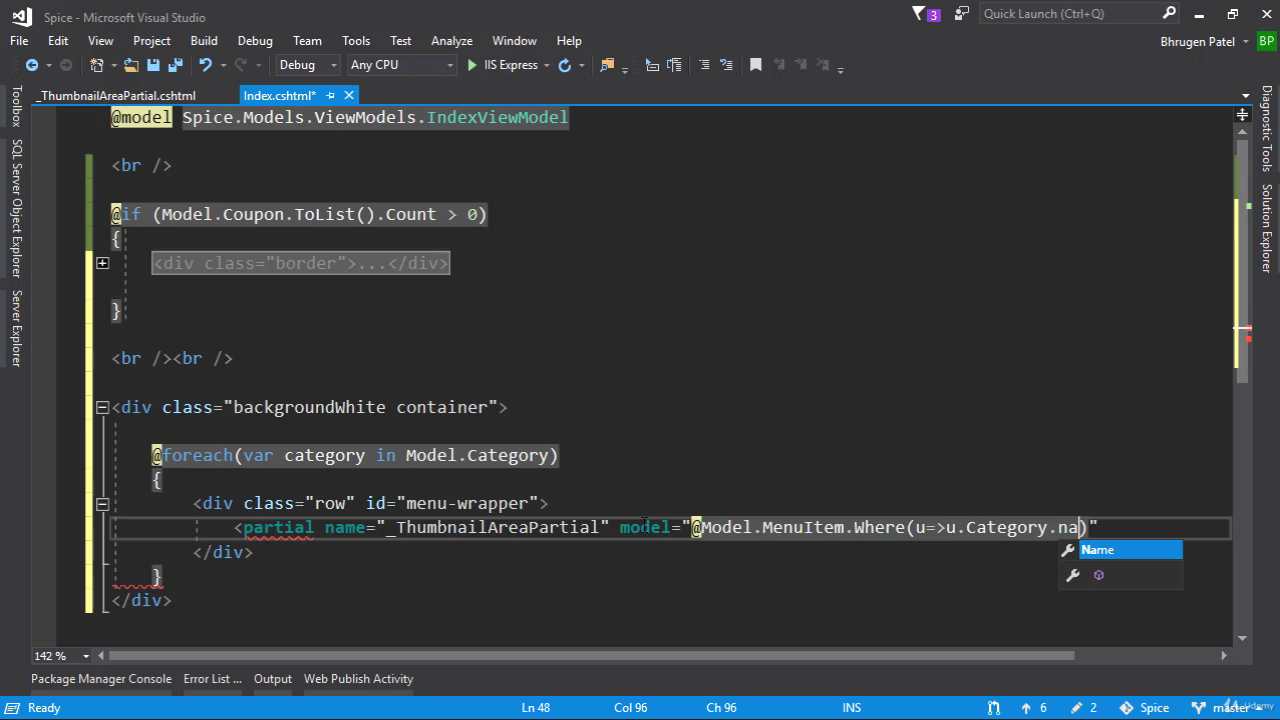 Spice - Microsoft Visual Studio
3
Quick Launch (Ctrl+Q)
File Edit View Project Build Debug Team Tools Test Analyze Window Help
Bhrugen Patel BP
Debug Any CPU IIS Express
_ThumbnailAreaPartial.cshtml Index.cshtml*
Toolbox
SQL Server Object Explorer
Server Explorer
@model Spice.Models.ViewModels.IndexViewModel
<br />
@if (Model.Coupon.ToList().Count > 0)
{
<div class="border">...</div>
}
<br /><br />
<div class="backgroundWhite container">
@foreach(var category in Model.Category)
{
<div class="row" id="menu-wrapper">
<partial name="_ThumbnailAreaPartial" model="@Model.MenuItem.Where(u=>u.Category.na)"
Name
</div>
}
</div>
Diagnostic Tools
Solution Explorer
142 %
Package Manager Console Error List ... Output Web Publish Activity
Ready Ln 48 Col 96 Ch 96 INS 6 2 Spice master
Udemy